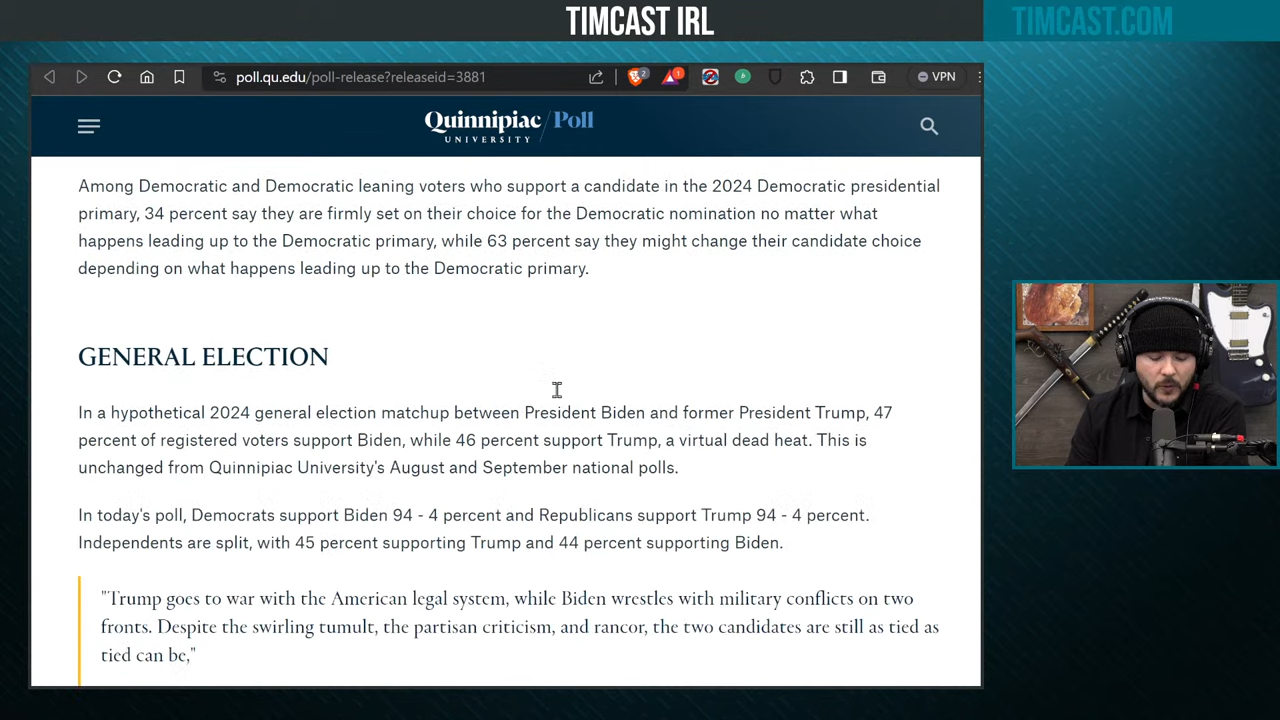 TIMCAST IRL
TIMCAST.COM
poll.qu.edu/poll-release?releaseid=3881
2
1
VPN
Quinnipiac / Poll
UNIVERSITY
Among Democratic and Democratic leaning voters who support a candidate in the 2024 Democratic presidential
primary, 34 percent say they are firmly set on their choice for the Democratic nomination no matter what
happens leading up to the Democratic primary, while 63 percent say they might change their candidate choice
depending on what happens leading up to the Democratic primary.
GENERAL ELECTION
In a hypothetical 2024 general election matchup between President Biden and former President Trump, 47
percent of registered voters support Biden, while 46 percent support Trump, a virtual dead heat. This is
unchanged from Quinnipiac University's August and September national polls.
In today's poll, Democrats support Biden 94 - 4 percent and Republicans support Trump 94 - 4 percent.
Independents are split, with 45 percent supporting Trump and 44 percent supporting Biden.
"Trump goes to war with the American legal system, while Biden wrestles with military conflicts on two
fronts. Despite the swirling tumult, the partisan criticism, and rancor, the two candidates are still as tied as
tied can be,"